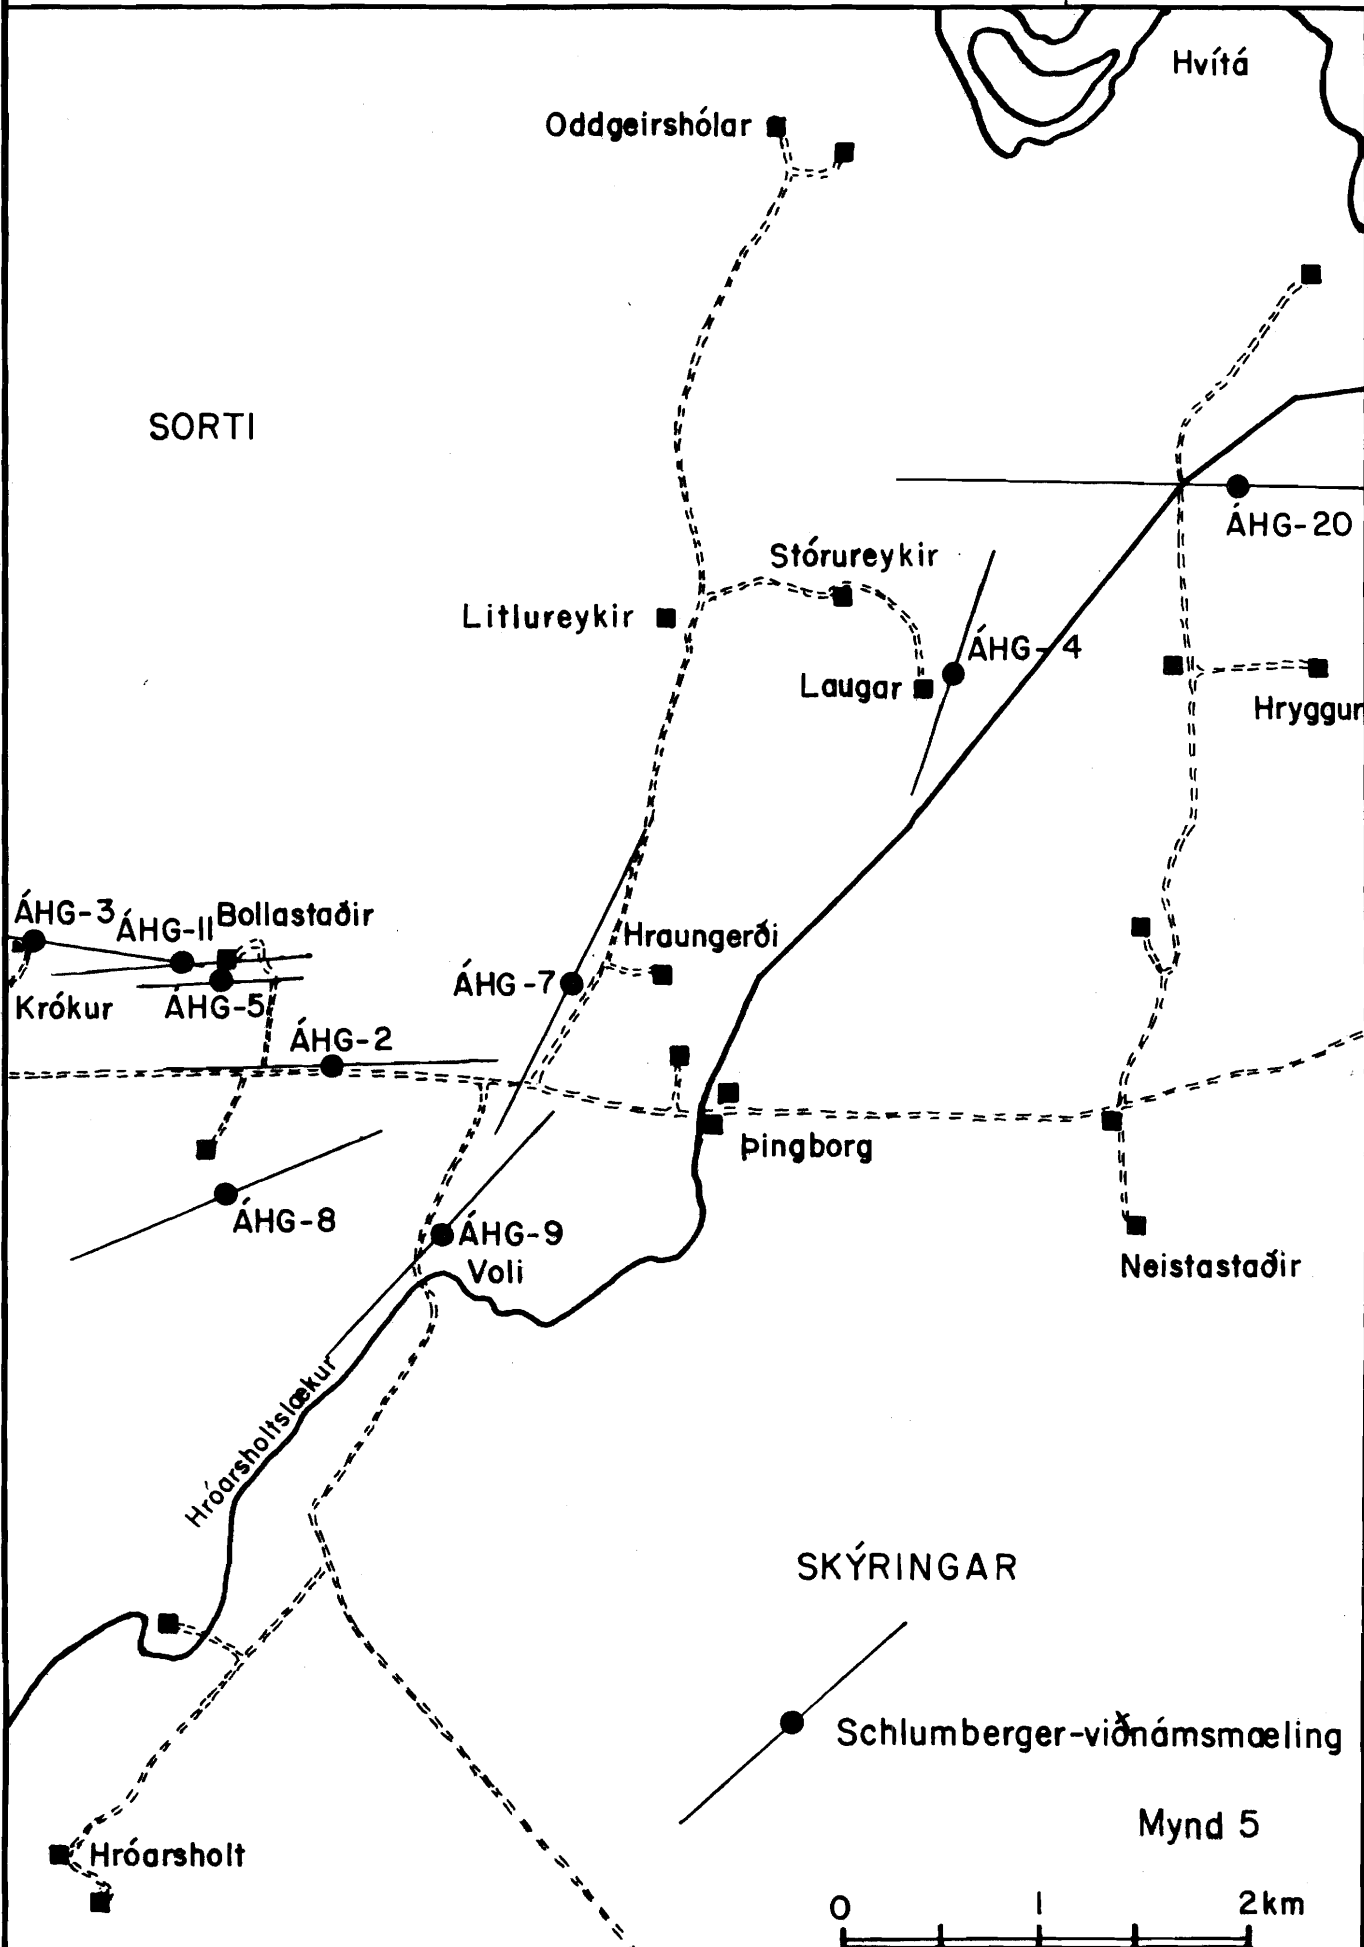 Hvítá
Oddgeirshólar
SORTI
ÁHG-20
Stórureykir
Litlureykir
ÁHG-4
Laugar
Hryggur
ÁHG-3
ÁHG-11
Bollastaðir
Hraungerði
ÁHG-7
Krókur
ÁHG-5
ÁHG-2
Þingborg
ÁHG-8
ÁHG-9
Voli
Neistastaðir
Hróarsholtslækur
SKÝRINGAR
Schlumberger-viðnámsmæling
Mynd 5
Hróarsholt
0 1 2km